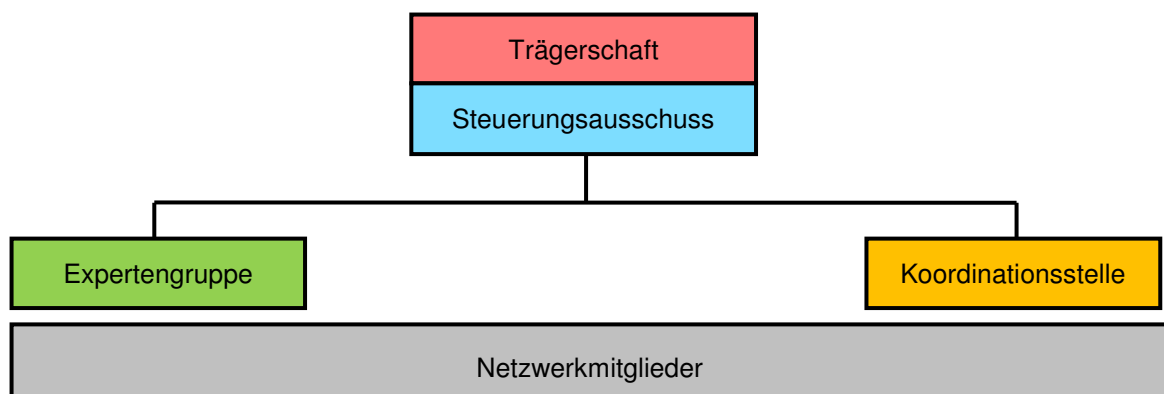 Trägerschaft
Steuerungsausschuss
Expertengruppe
Koordinationsstelle
Netzwerkmitglieder